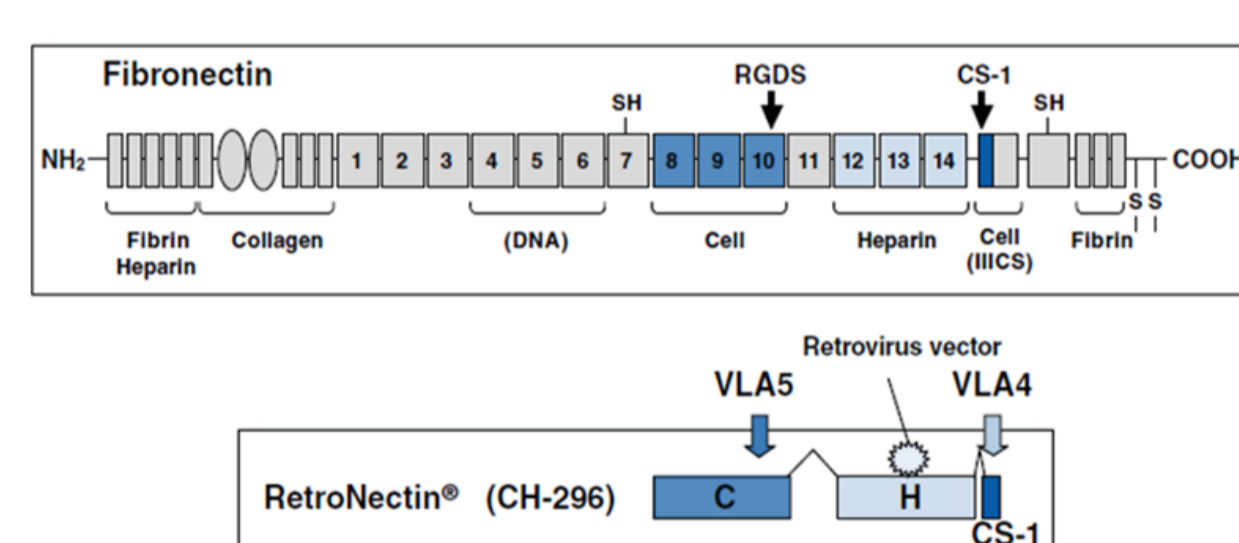 Fibronectin
RGDS
CS-1
SH
SH
NH₂
1 2 3 4 5 6 7 8 9 10 11 12 13 14
COOH
S S
Fibrin
Heparin
Collagen
(DNA)
Cell
Heparin
Cell
(IIICS)
Fibrin
Retrovirus vector
VLA5
VLA4
RetroNectin® (CH-296)
C
H
CS-1